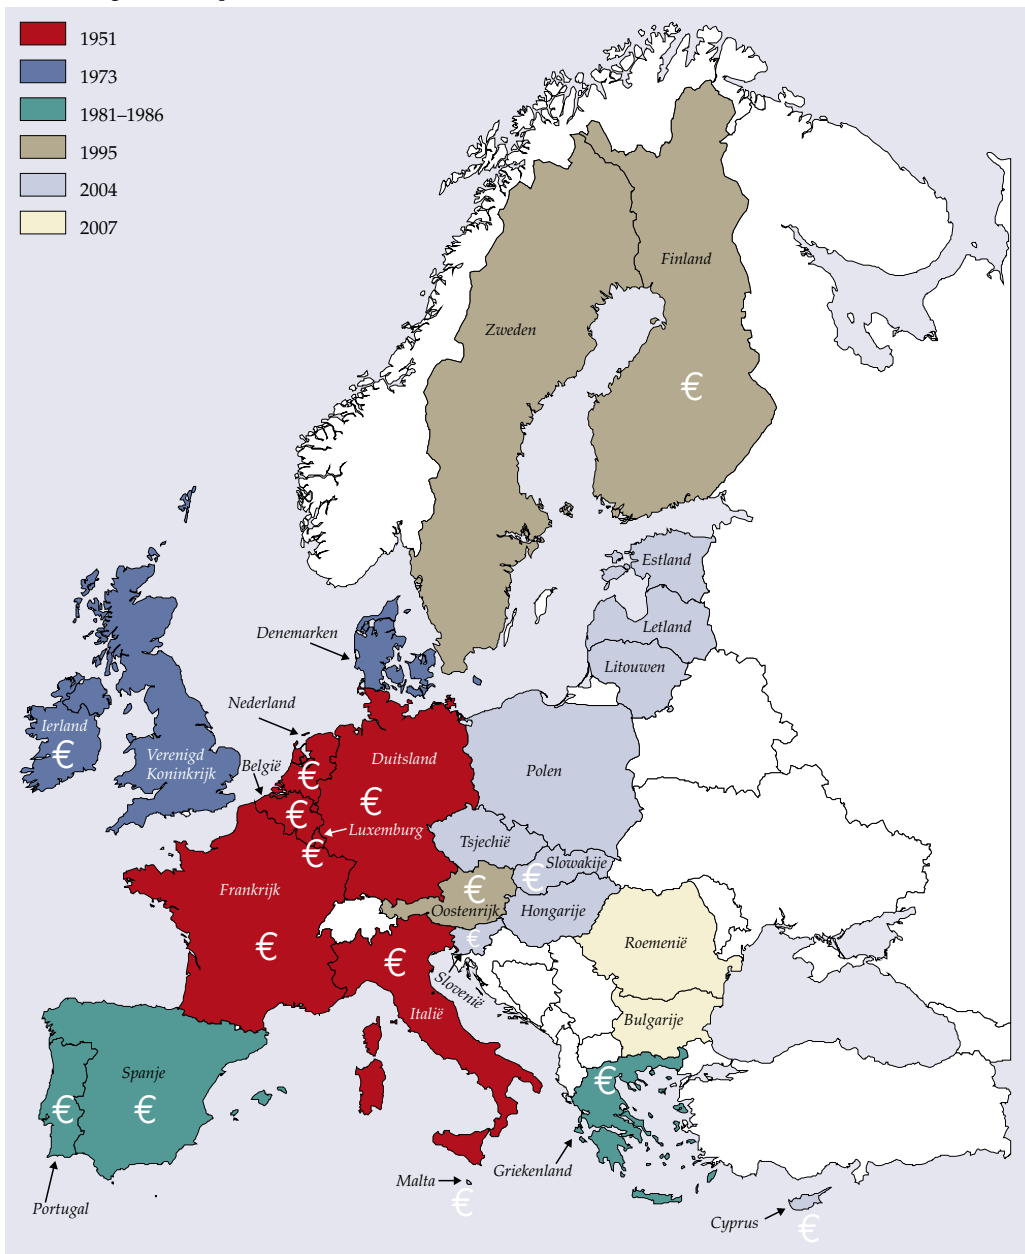 1951
1973
1981–1986
1995
2004
2007
Finland
Zweden
€
Estland
Letland
Denemarken
Litouwen
Nederland
Ierland
€
Verenigd
Koninkrijk
België
€
Duitsland
€
Polen
€
Luxemburg
€
Tsjechië
Slowakije
€
Frankrijk
€
Oostenrijk
Hongarije
€
€
€
Roemenië
Slovenië
Italië
Bulgarije
Spanje
€
€
€
Griekenland
Malta
€
Portugal
Cyprus
€